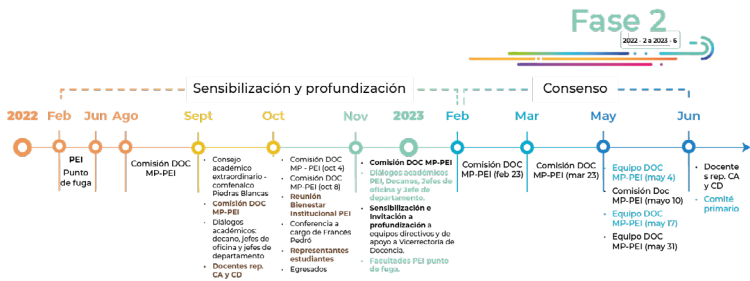 Fase 2
2022 - 2 a 2023 - 6
Sensibilización y profundización
Consenso
2022 Feb Jun Ago Sept Oct Nov 2023 Feb Mar May Jun
PEI
Punto
de fuga
Comisión DOC
MP-PEI
• Consejo
académico
extraordinario -
comfenalco
Piedras Blancas
• Comisión DOC
MP-PEI
• Diálogos
académicos:
decano, jefes de
oficina y jefes de
departamento
• Docentes rep.
CA y CD
• Comisión DOC
MP - PEI (oct 4)
• Comisión DOC
MP-PEI (oct 8)
• Reunión
Bienestar
Institucional PEI
• Conferencia a
cargo de Francés
Pedró
• Representantes
estudiantes
• Egresados
• Comisión DOC MP-PEI
• Diálogos académicos
PEI, Decanos, Jefes de
oficina y Jefe de
departamento.
• Sensibilización e
Invitación a
profundización a
equipos directivos y de
apoyo a Vicerrectoría de
Docencia.
• Facultades PEI punto
de fuga.
Comisión DOC
MP-PEI (feb 23)
Comisión DOC
MP-PEI (mar 23)
• Equipo DOC
MP-PEI (may 4)
• Comisión Doc
MP-PEI (mayo 10)
• Equipo DOC
MP-PEI (may 17)
• Equipo DOC
MP-PEI (may 31)
• Docente
s rep. CA
y CD
• Comité
primario